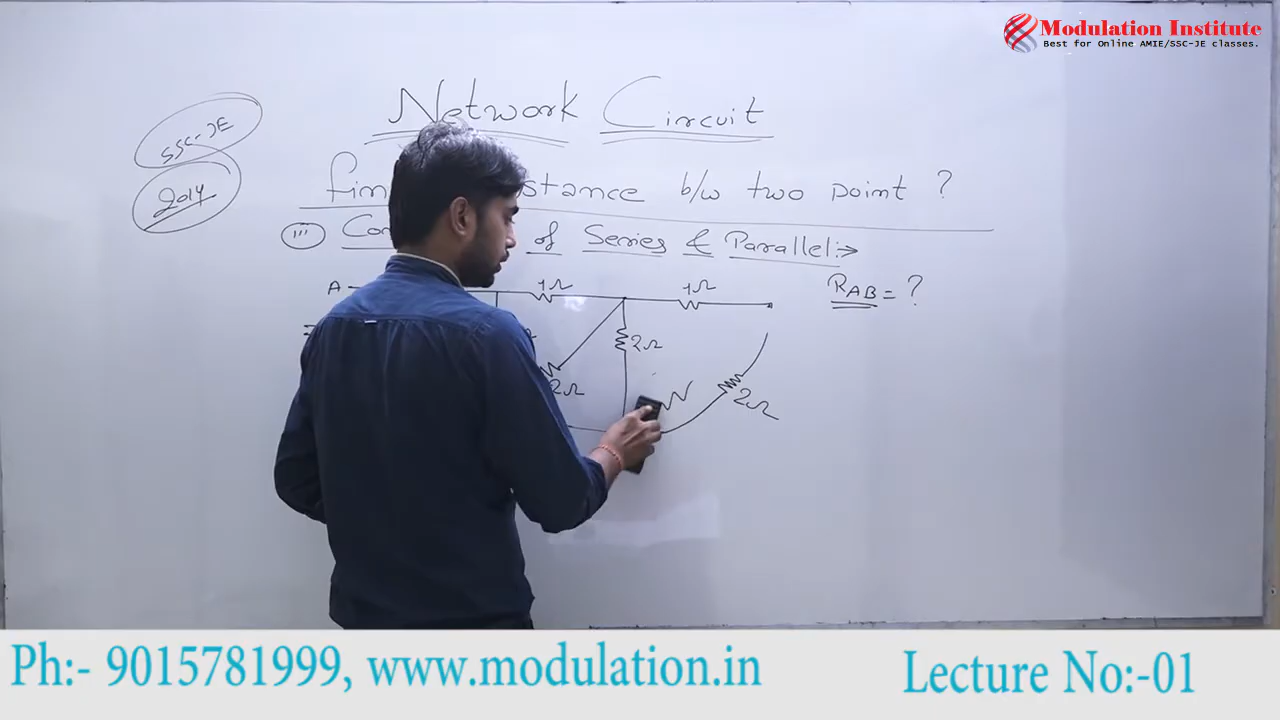 Modulation Institute
Best for Online AMIE/SSC-JE classes.
Network Circuit
SSC-JE
2014
b/w two point ?
III of Series & Parallel:→
RAB = ?
A
1Ω 1Ω
2Ω
2Ω
2Ω
Ph:- 9015781999, www.modulation.in
Lecture No:-01